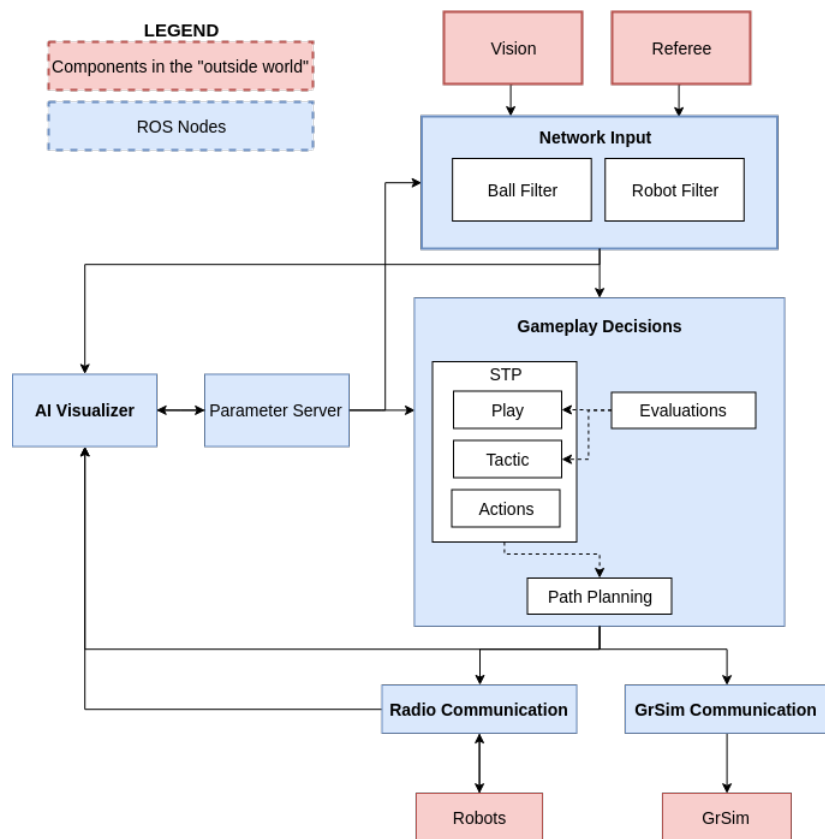 LEGEND
Components in the "outside world"
ROS Nodes
Vision
Referee
Network Input
Ball Filter
Robot Filter
Gameplay Decisions
STP
Play
Evaluations
Tactic
Actions
Path Planning
AI Visualizer
Parameter Server
Radio Communication
GrSim Communication
Robots
GrSim